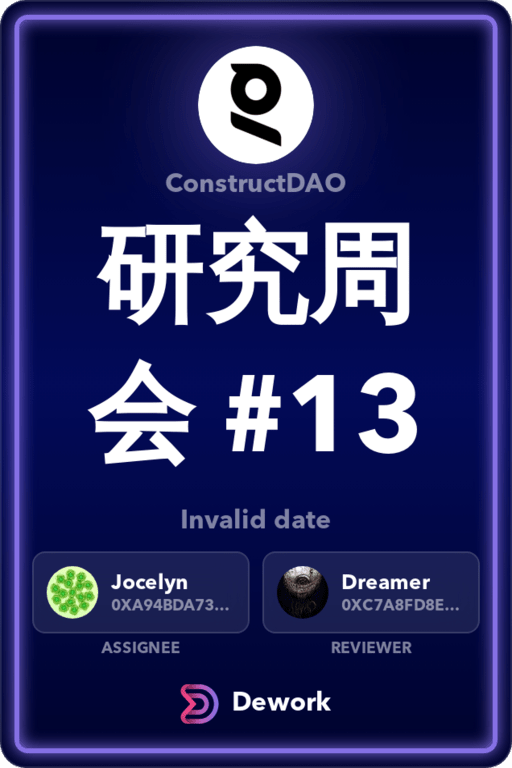 ConstructDAO
研究周
会 #13
Invalid date
Jocelyn
0XA94BDA73...
Dreamer
0XC7A8FD8E...
ASSIGNEE
REVIEWER
Dework